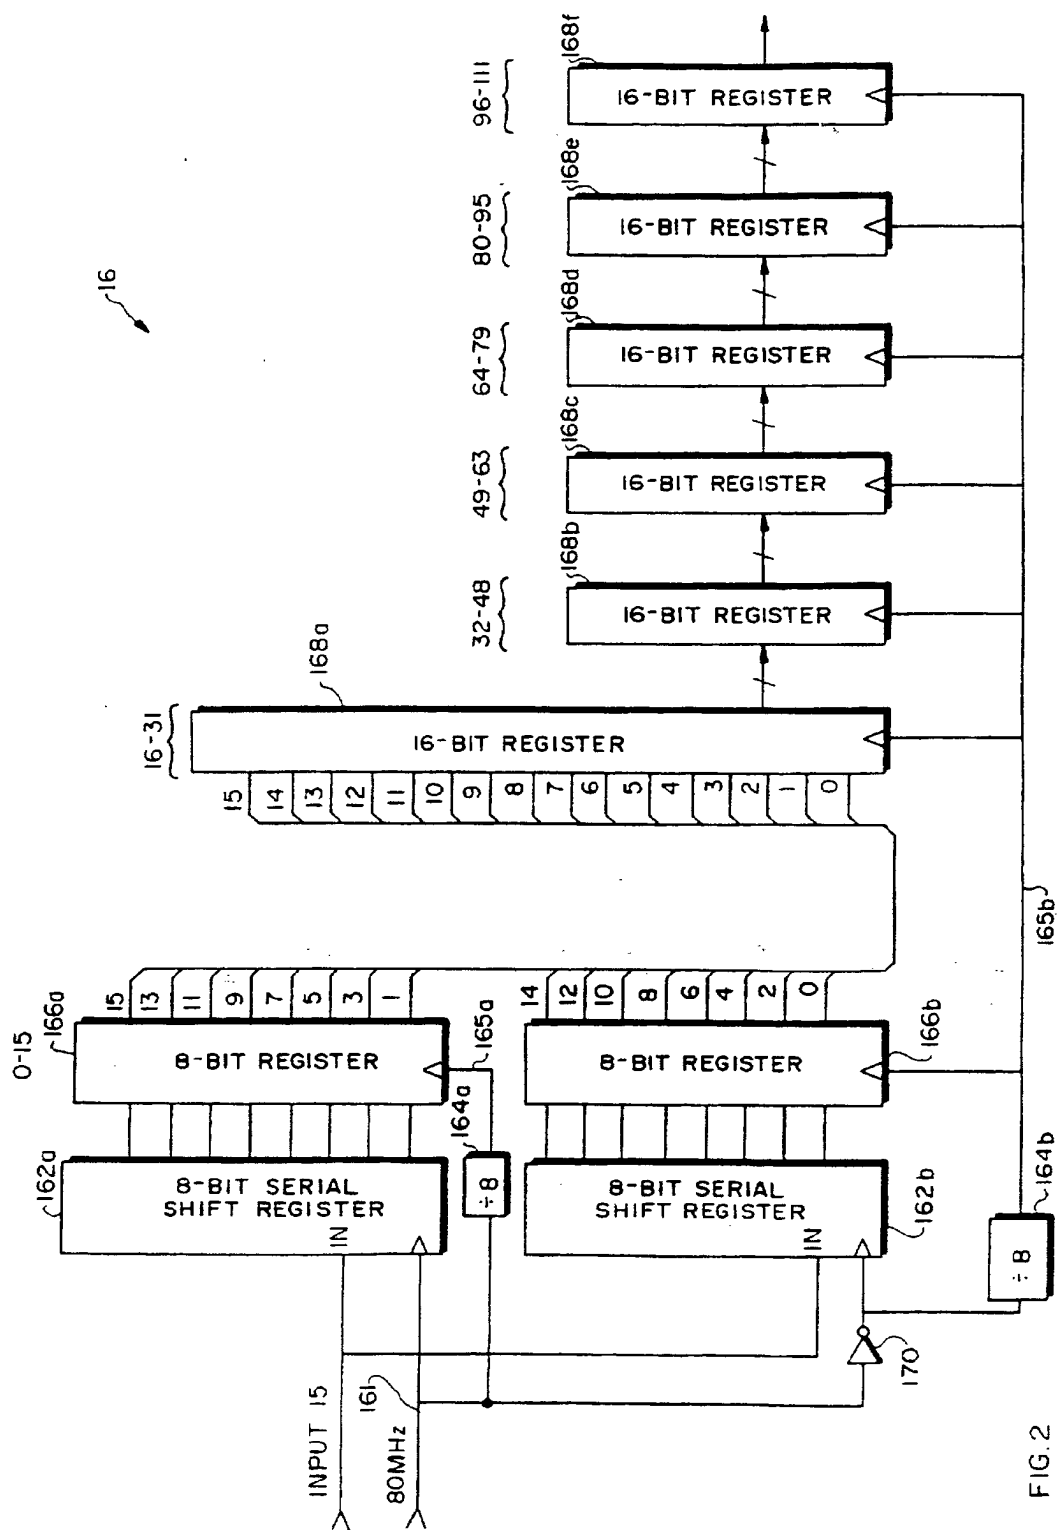 16
0-15
16-31
32-48
49-63
64-79
80-95
96-111
162a
8-BIT SERIAL
SHIFT REGISTER
IN
166a
8-BIT REGISTER
15
13
11
9
7
5
3
1
164a
÷8
165a
162b
8-BIT SERIAL
SHIFT REGISTER
IN
166b
8-BIT REGISTER
14
12
10
8
6
4
2
0
15
14
13
12
11
10
9
8
7
6
5
4
3
2
1
0
168a
16-BIT REGISTER
168b
16-BIT REGISTER
168c
16-BIT REGISTER
168d
16-BIT REGISTER
168e
16-BIT REGISTER
168f
16-BIT REGISTER
INPUT 15
80MHz
161
170
÷8
164b
165b
FIG. 2